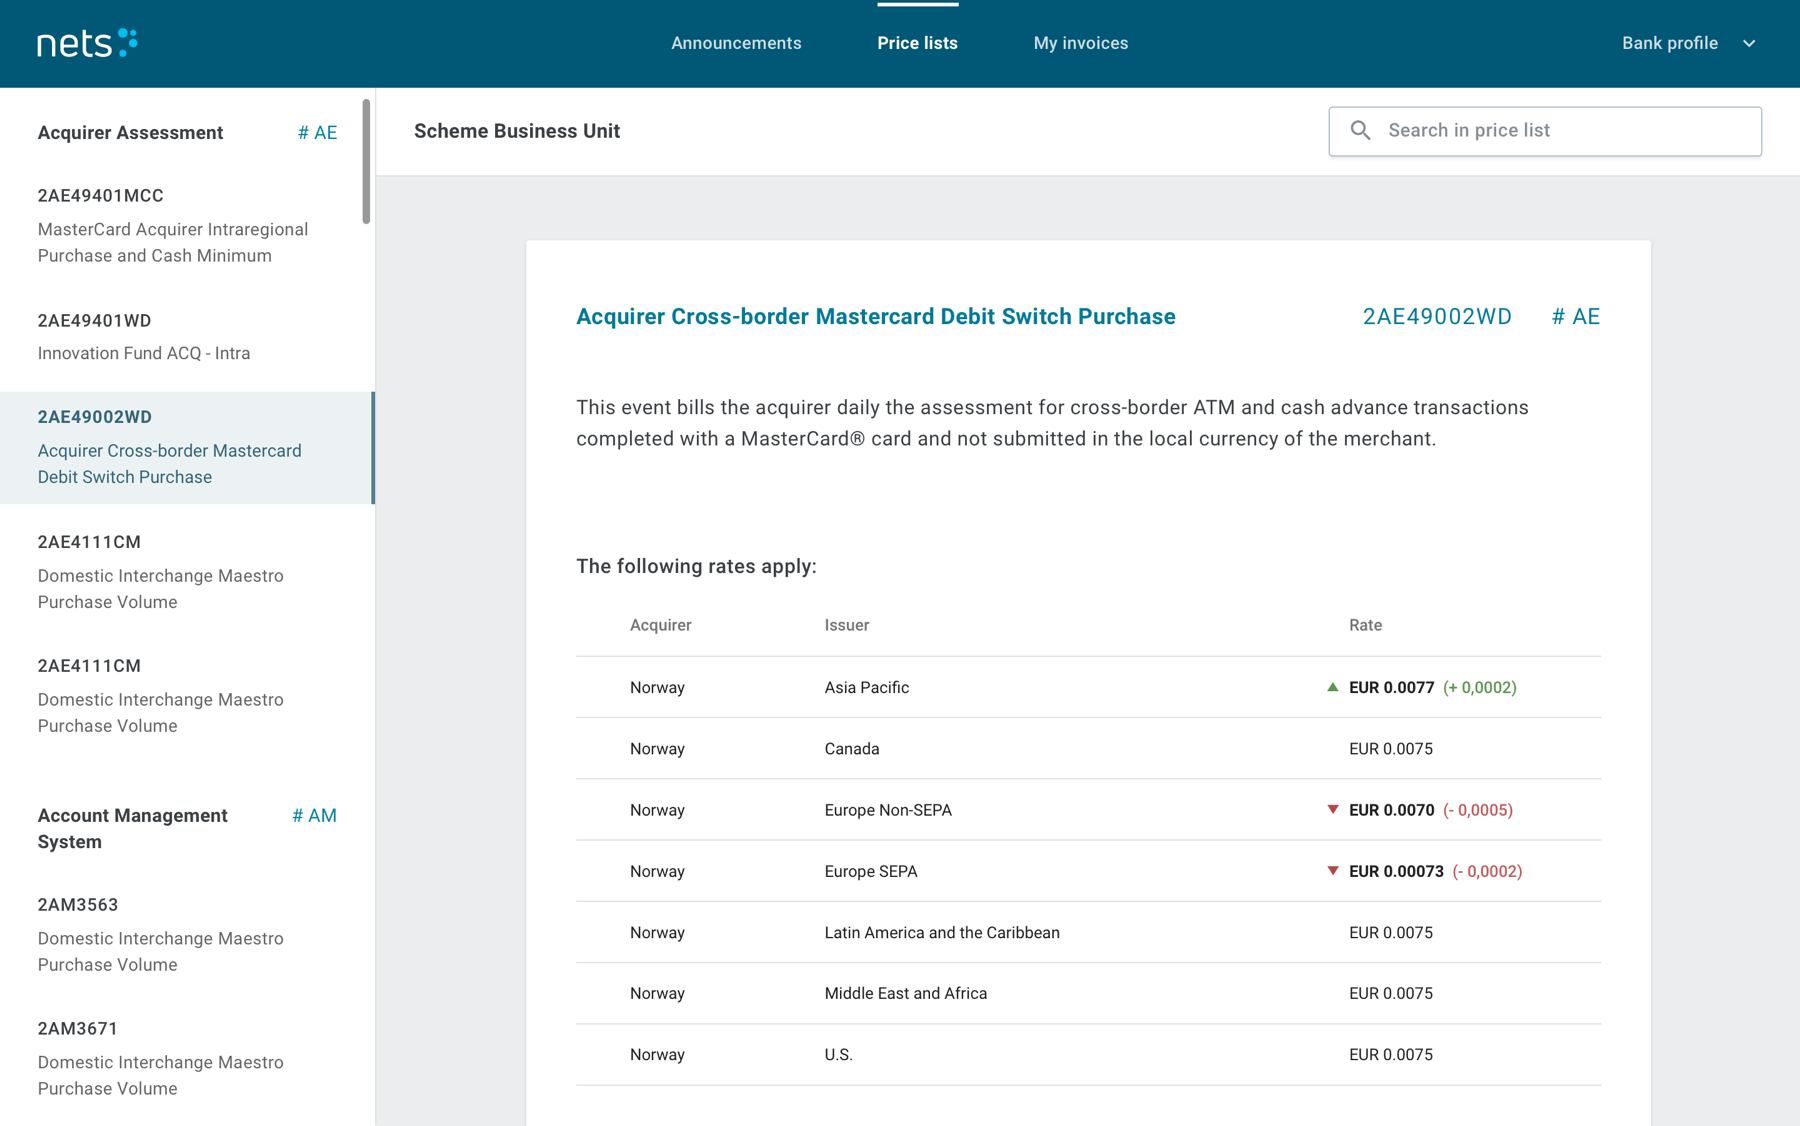 nets
Announcements
Price lists
My invoices
Bank profile
Acquirer Assessment # AE
2AE49401MCC
MasterCard Acquirer Intraregional
Purchase and Cash Minimum
2AE49401WD
Innovation Fund ACQ - Intra
2AE49002WD
Acquirer Cross-border Mastercard
Debit Switch Purchase
2AE4111CM
Domestic Interchange Maestro
Purchase Volume
2AE4111CM
Domestic Interchange Maestro
Purchase Volume
Account Management # AM
System
2AM3563
Domestic Interchange Maestro
Purchase Volume
2AM3671
Domestic Interchange Maestro
Purchase Volume
Scheme Business Unit
Search in price list
Acquirer Cross-border Mastercard Debit Switch Purchase 2AE49002WD # AE
This event bills the acquirer daily the assessment for cross-border ATM and cash advance transactions
completed with a MasterCard® card and not submitted in the local currency of the merchant.
The following rates apply:
Acquirer Issuer Rate
Norway Asia Pacific ▲ EUR 0.0077 (+ 0,0002)
Norway Canada EUR 0.0075
Norway Europe Non-SEPA ▼ EUR 0.0070 (- 0,0005)
Norway Europe SEPA ▼ EUR 0.00073 (- 0,0002)
Norway Latin America and the Caribbean EUR 0.0075
Norway Middle East and Africa EUR 0.0075
Norway U.S. EUR 0.0075